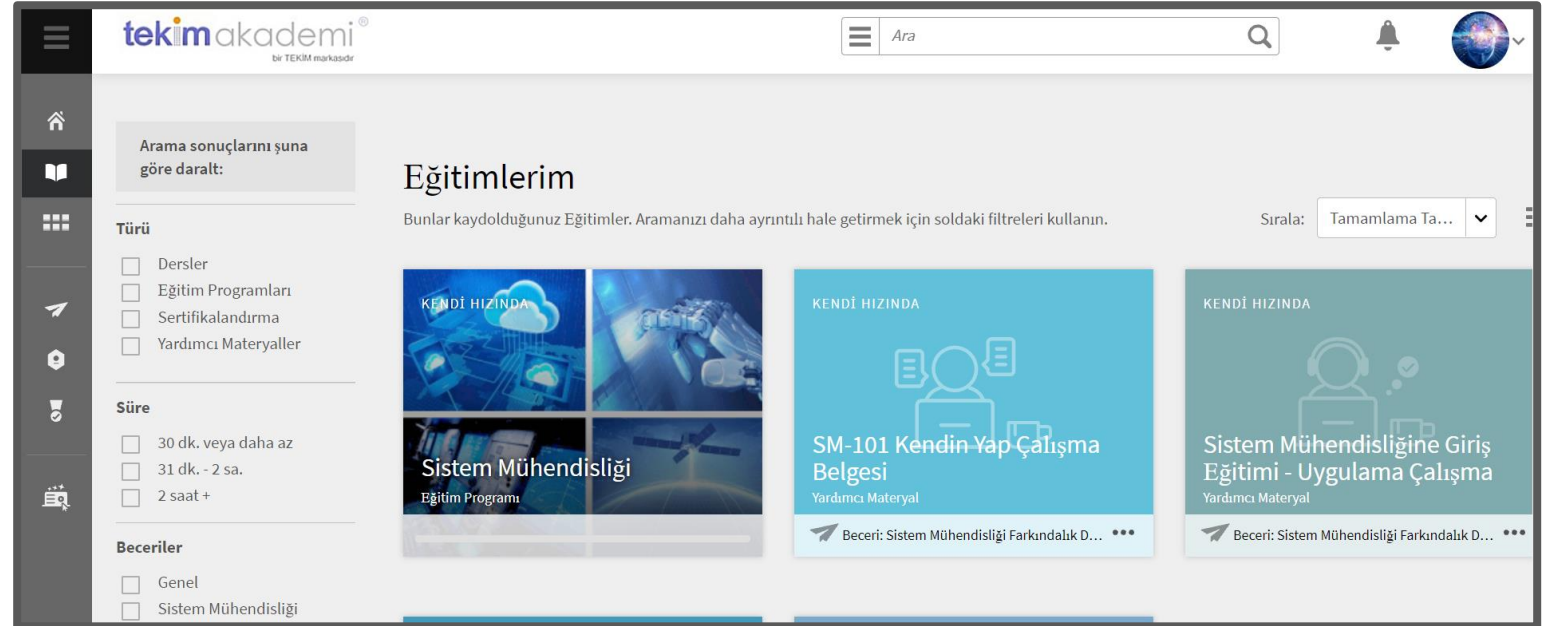 tekimakademi®
bir TEKİM markasıdır
Ara
Arama sonuçlarını şuna
göre daralt:
Türü
Dersler
Eğitim Programları
Sertifikalandırma
Yardımcı Materyaller
Süre
30 dk. veya daha az
31 dk. - 2 sa.
2 saat +
Beceriler
Genel
Sistem Mühendisliği
Eğitimlerim
Bunlar kaydolduğunuz Eğitimler. Aramanızı daha ayrıntılı hale getirmek için soldaki filtreleri kullanın.
Sırala:
Tamamlama Ta...
KENDİ HIZINDA
Sistem Mühendisliği
Eğitim Programı
KENDİ HIZINDA
SM-101 Kendin Yap Çalışma
Belgesi
Yardımcı Materyal
Beceri: Sistem Mühendisliği Farkındalık D...
KENDİ HIZINDA
Sistem Mühendisliğine Giriş
Eğitimi - Uygulama Çalışma
Yardımcı Materyal
Beceri: Sistem Mühendisliği Farkındalık D...